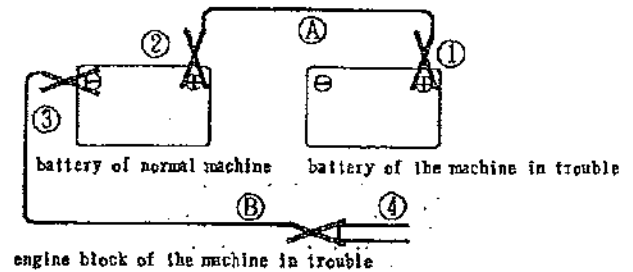 Ⓐ
② ①
⊖ ⊕ ⊖ ⊕
③
battery of normal machine battery of the machine in trouble
Ⓑ ④
engine block of the machine in trouble